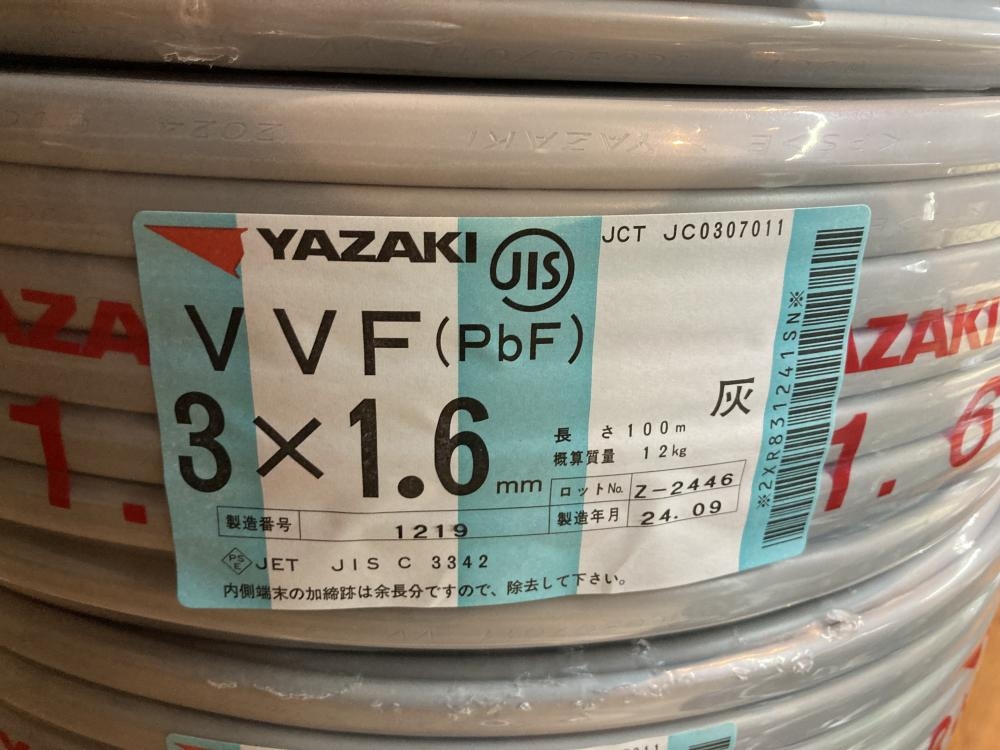 2024 YAZAKI
YAZAKI JIS JCT JC0307011
VVF(PbF)
3×1.6mm
灰
長さ100m
概算質量 12kg
ロットNo. Z-2446
製造番号 1219
製造年月 24.09
PSE JET JIS C 3342
内側端末の加締跡は余長分ですので、除去して下さい。
※2XR831241SN※
AZAKI
1.
ZAKI
1.6